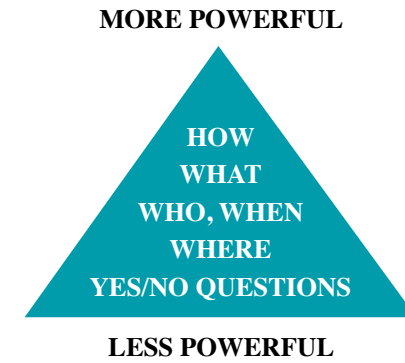 MORE POWERFUL
HOW
WHAT
WHO, WHEN
WHERE
YES/NO QUESTIONS
LESS POWERFUL